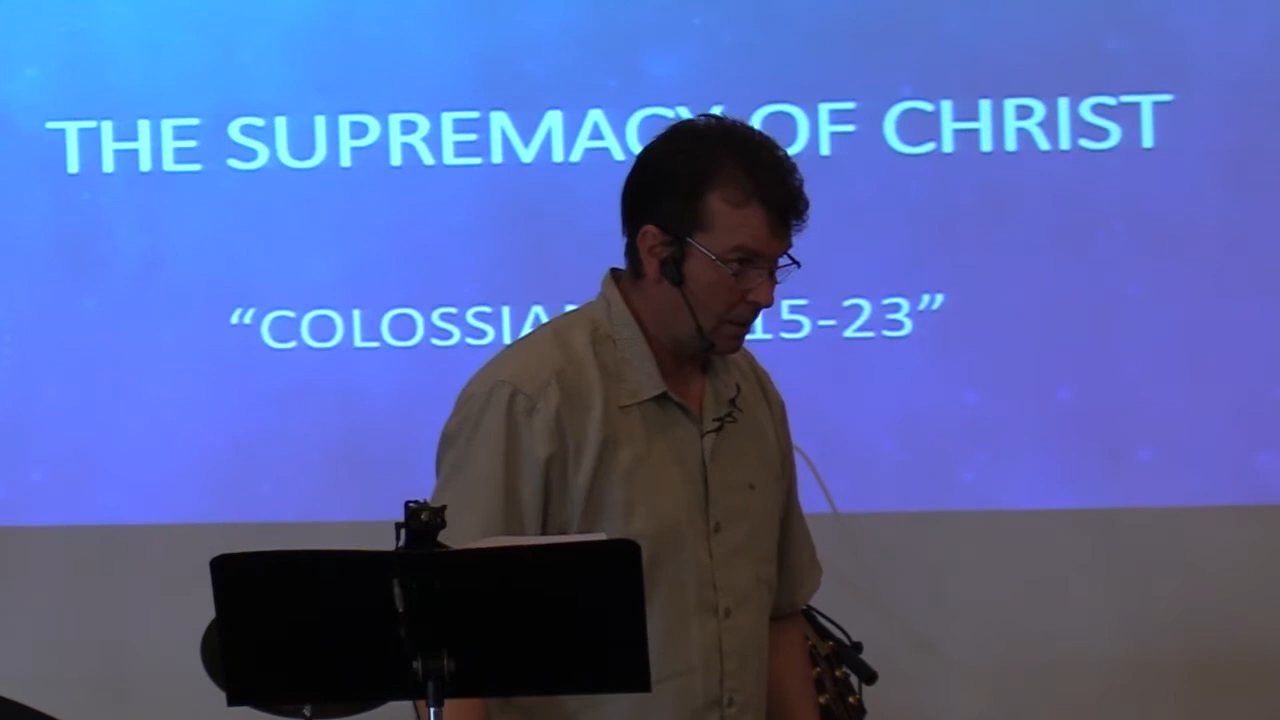 THE SUPREMACY OF CHRIST
“COLOSSIA 15-23”